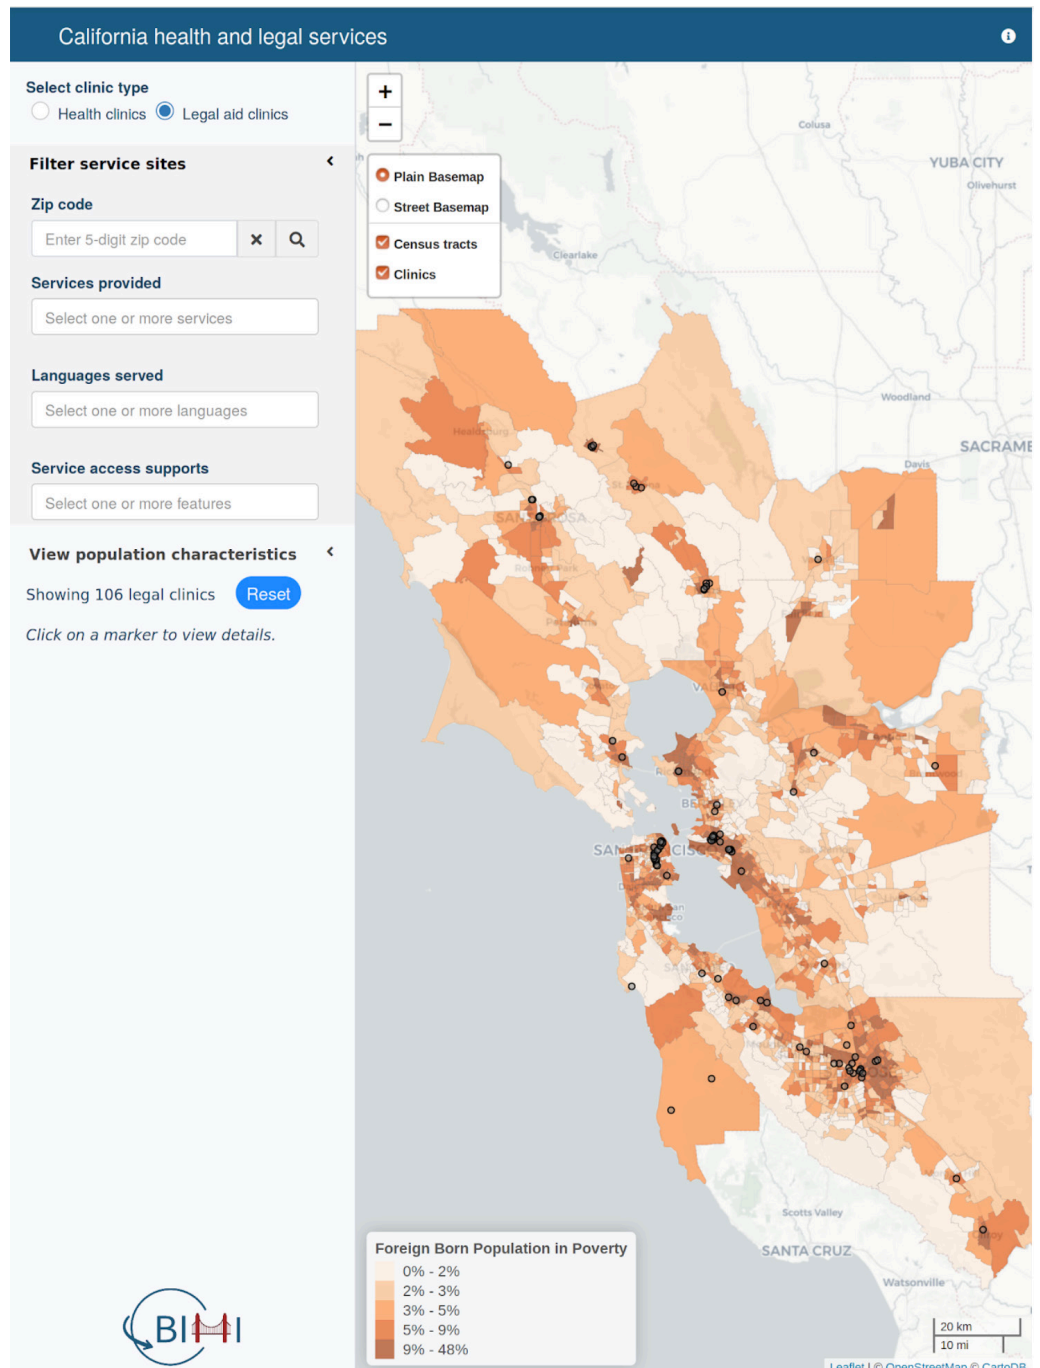 California health and legal services
Select clinic type
Health clinics
Legal aid clinics
Filter service sites
Zip code
Enter 5-digit zip code
Services provided
Select one or more services
Languages served
Select one or more languages
Service access supports
Select one or more features
View population characteristics
Showing 106 legal clinics
Reset
Click on a marker to view details.
BIMI
+
−
Plain Basemap
Street Basemap
Census tracts
Clinics
Colusa
YUBA CITY
Olivehurst
Clearlake
Woodland
Healdsburg
SACRAME
Davis
SANTA ROSA
Rohnert Park
BERKELEY
SAN FRANCISCO
Scotts Valley
SANTA CRUZ
Watsonville
Foreign Born Population in Poverty
0% - 2%
2% - 3%
3% - 5%
5% - 9%
9% - 48%
20 km
10 mi
Leaflet | © OpenStreetMap © CartoDB